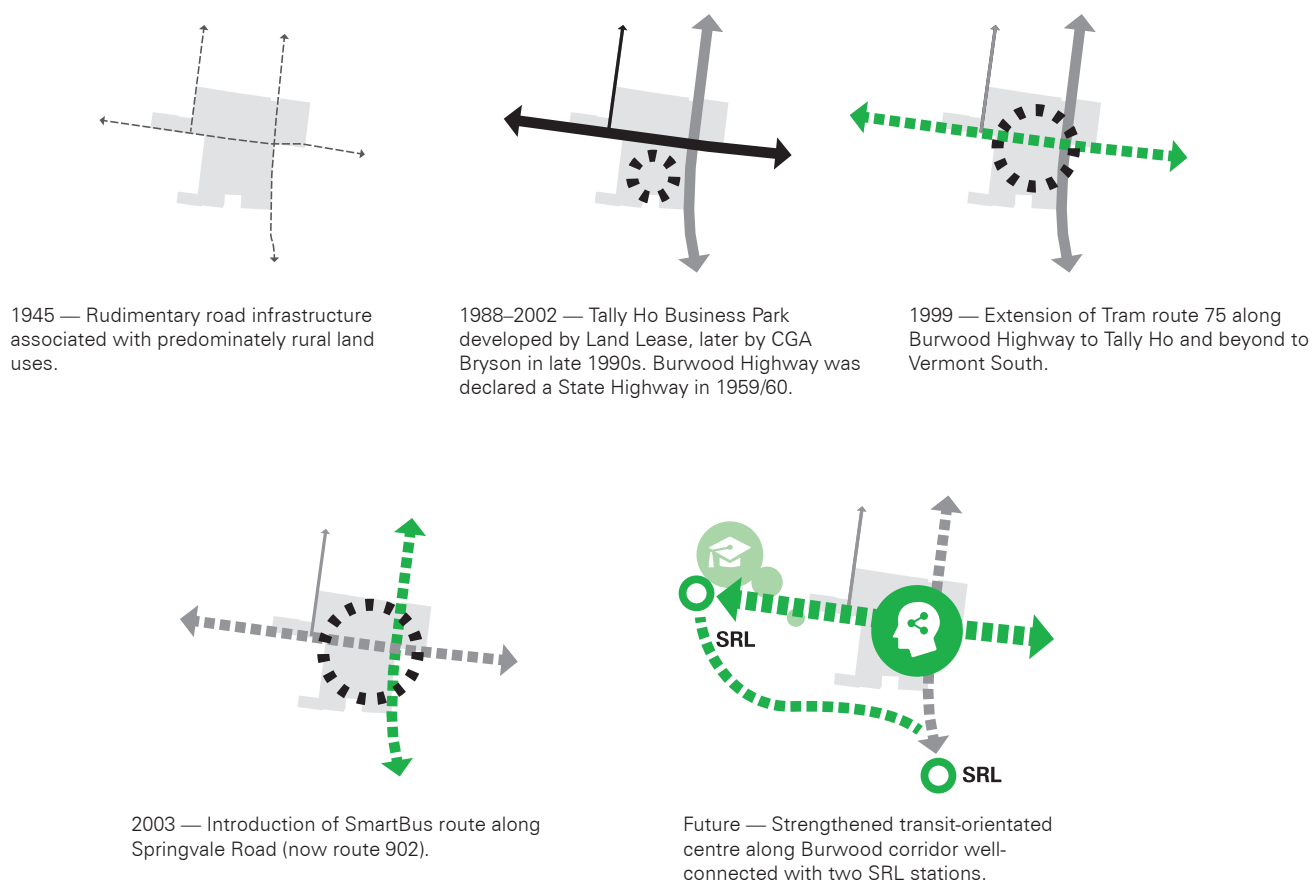 1945 — Rudimentary road infrastructure
associated with predominately rural land
uses.
1988–2002 — Tally Ho Business Park
developed by Land Lease, later by CGA
Bryson in late 1990s. Burwood Highway was
declared a State Highway in 1959/60.
1999 — Extension of Tram route 75 along
Burwood Highway to Tally Ho and beyond to
Vermont South.
2003 — Introduction of SmartBus route along
Springvale Road (now route 902).
SRL
SRL
Future — Strengthened transit-orientated
centre along Burwood corridor well-
connected with two SRL stations.